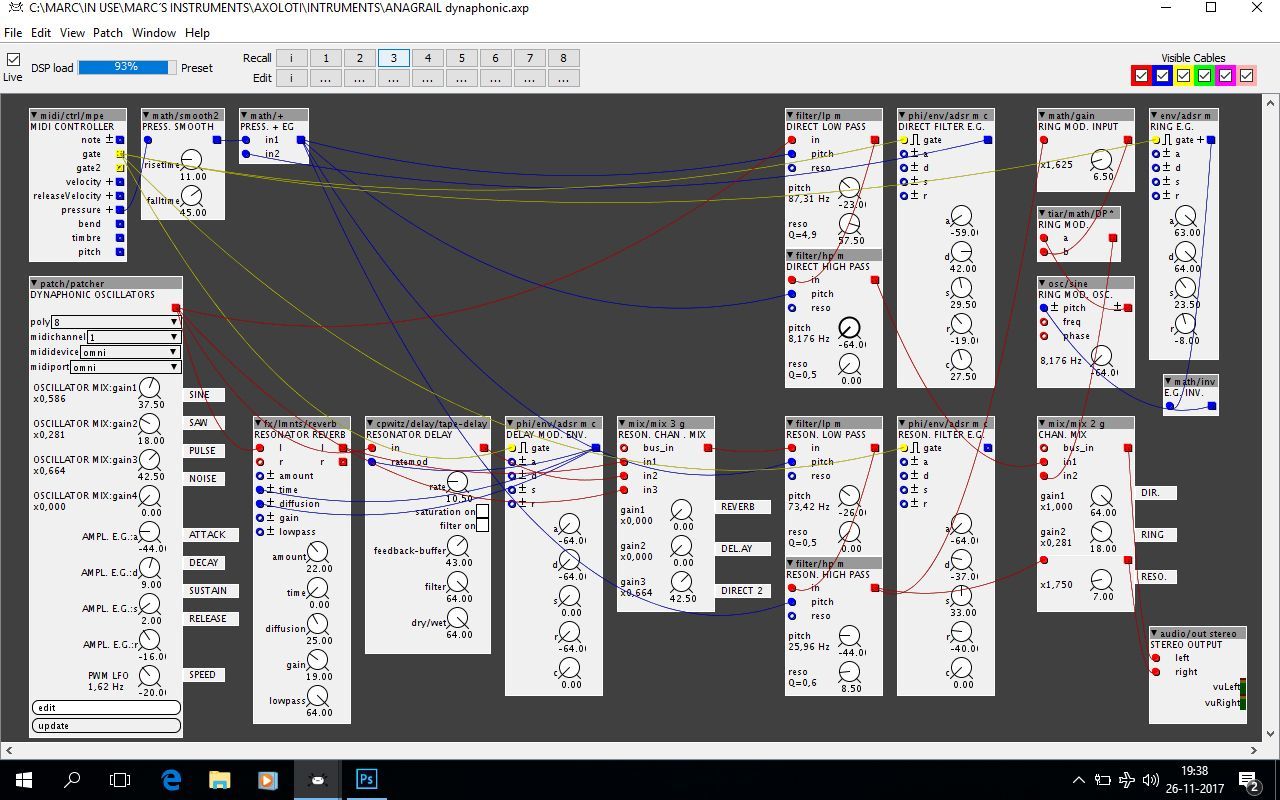 C:\MARC\IN USE\MARC´S INSTRUMENTS\AXOLOTI\INTRUMENTS\ANAGRAIL dynaphonic.axp
File Edit View Patch Window Help
Live
DSP load 93% Preset
Recall i 1 2 3 4 5 6 7 8
Edit i ... ... ... ... ... ... ... ...
Visible Cables
midi/ctrl/mpe
MIDI CONTROLLER
note ±
gate
gate2
velocity +
releaseVelocity +
pressure +
bend
timbre
pitch
math/smooth2
PRESS. SMOOTH
risetime
11.00
falltime
45.00
math/+
PRESS. + EG
in1
in2
patch/patcher
DYNAPHONIC OSCILLATORS
poly 8
midichannel 1
mididevice omni
midiport omni
OSCILLATOR MIX:gain1
x0,586
37.50
SINE
OSCILLATOR MIX:gain2
x0,281
18.00
SAW
OSCILLATOR MIX:gain3
x0,664
42.50
PULSE
OSCILLATOR MIX:gain4
x0,000
0.00
NOISE
AMPL. E.G.:a
-44.0
ATTACK
AMPL. E.G.:d
9.00
DECAY
AMPL. E.G.:s
2.00
SUSTAIN
AMPL. E.G.:r
-16.0
RELEASE
PWM LFO
1,62 Hz
-20.0
SPEED
edit
update
fx/lmnts/reverb
RESONATOR REVERB
l l
r r
amount
time
diffusion
gain
lowpass
amount
22.00
time
0.00
diffusion
25.00
gain
19.00
lowpass
64.00
cpwitz/delay/tape-delay
RESONATOR DELAY
in
ratemod
rate
10.50
saturation on
filter on
feedback-buffer
43.00
filter
64.00
dry/wet
64.00
phi/env/adsr m c
DELAY MOD. ENV.
gate
± a
± d
± s
± r
a
-64.0
d
-64.0
s
0.00
r
-64.0
c
0.00
mix/mix 3 g
RESON. CHAN . MIX
bus_in
in1
in2
in3
gain1
x0,000
0.00
REVERB
gain2
x0,000
0.00
DEL.AY
gain3
x0,664
42.50
DIRECT 2
filter/lp m
DIRECT LOW PASS
in
pitch
reso
pitch
87,31 Hz
-23.0
reso
Q=4,9
57.50
filter/hp m
DIRECT HIGH PASS
in
pitch
reso
pitch
8,176 Hz
-64.0
reso
Q=0,5
0.00
phi/env/adsr m c
DIRECT FILTER E.G.
gate
± a
± d
± s
± r
a
-59.00
d
42.00
s
29.50
r
-19.00
c
27.50
filter/lp m
RESON. LOW PASS
in
pitch
reso
pitch
73,42 Hz
-26.0
reso
Q=0,5
0.00
filter/hp m
RESON. HIGH PASS
in
pitch
reso
pitch
25,96 Hz
-44.0
reso
Q=0,6
8.50
phi/env/adsr m c
RESON. FILTER E.G.
gate
± a
± d
± s
± r
a
-64.0
d
-37.0
s
33.00
r
-40.0
c
0.00
math/gain
RING MOD. INPUT
x1,625
6.50
tiar/math/DP*
RING MOD.
a
b
osc/sine
RING MOD. OSC.
± pitch ±
freq
phase
8,176 Hz
-64.0
env/adsr m
RING E.G.
gate +
± a
± d
± s
± r
a
63.00
d
64.00
s
23.50
r
-8.00
math/inv
E.G. INV.
mix/mix 2 g
CHAN. MIX
bus_in
in1
in2
gain1
x1,000
64.00
DIR.
gain2
x0,281
18.00
RING
x1,750
7.00
RESO.
audio/out stereo
STEREO OUTPUT
left
right
vuLeft
vuRight
Ps
19:38
26-11-2017
2